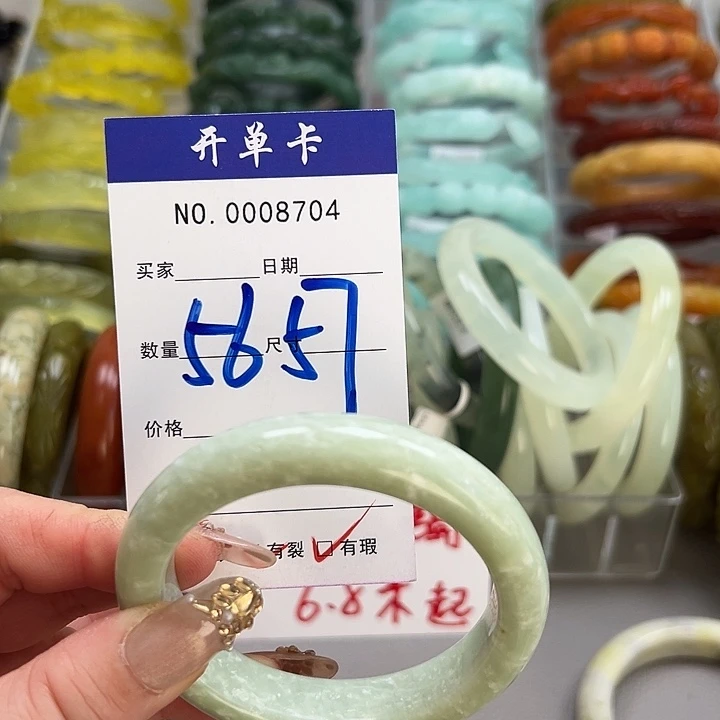 开单卡
NO. 0008704
买家 日期
5657
数量 尺寸
价格
有裂 □ 有瑕
6.8不起